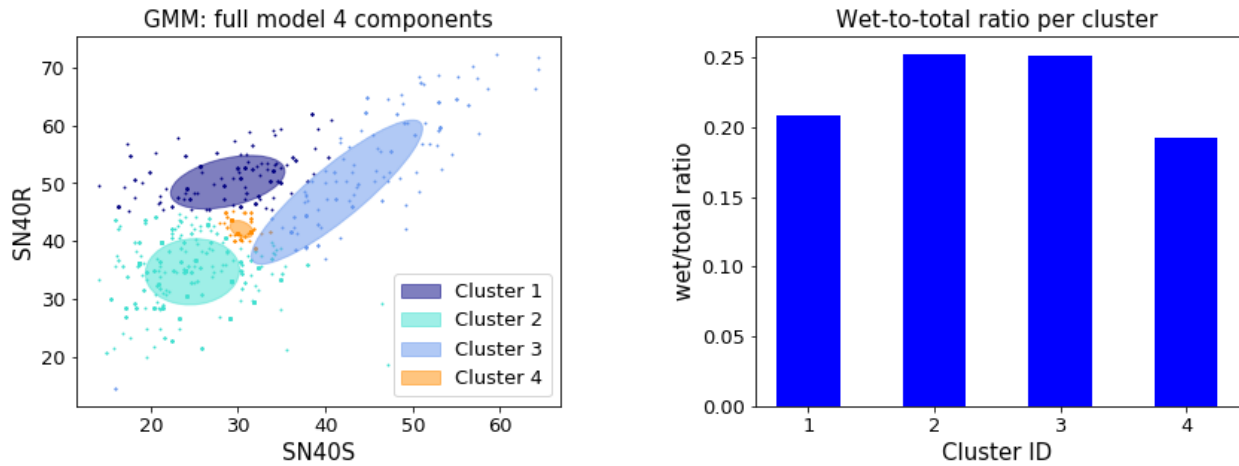 GMM: full model 4 components
70
60
50
40
30
20
SN40R
20 30 40 50 60
SN40S
Cluster 1
Cluster 2
Cluster 3
Cluster 4
Wet-to-total ratio per cluster
0.25
0.20
0.15
0.10
0.05
0.00
wet/total ratio
1 2 3 4
Cluster ID